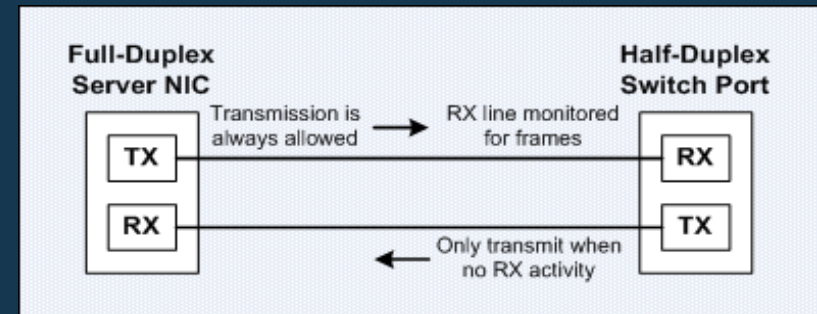 Full-Duplex
Server NIC
Half-Duplex
Switch Port
Transmission is
always allowed
RX line monitored
for frames
TX
RX
RX
TX
Only transmit when
no RX activity